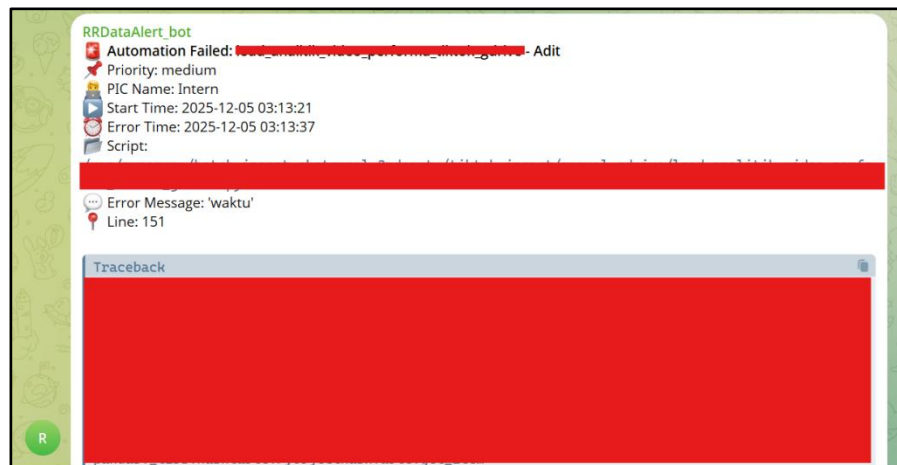 RRDataAlert_bot
Automation Failed: - Adit
Priority: medium
PIC Name: Intern
Start Time: 2025-12-05 03:13:21
Error Time: 2025-12-05 03:13:37
Script:
Error Message: 'waktu'
Line: 151
Traceback
R